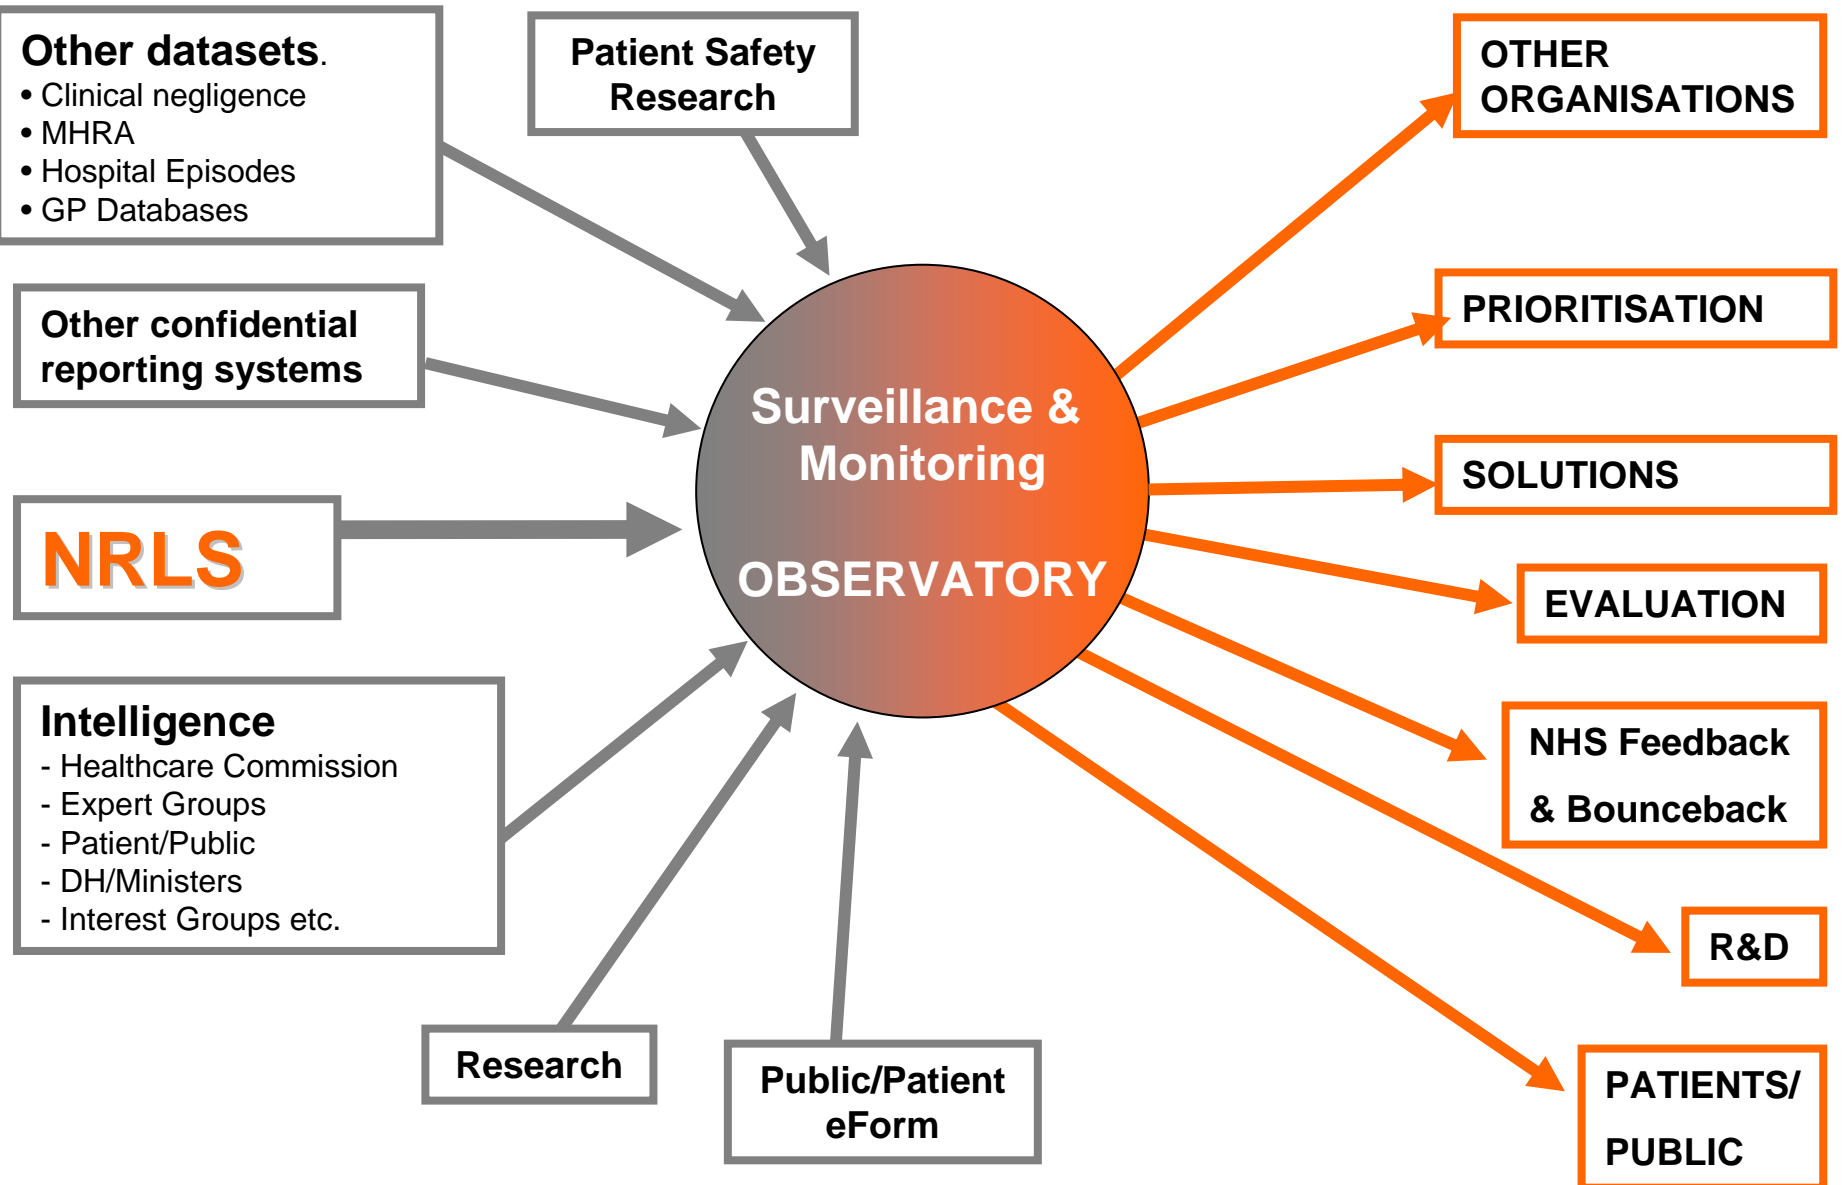 Other datasets.
• Clinical negligence
• MHRA
• Hospital Episodes
• GP Databases
Patient Safety
Research
OTHER
ORGANISATIONS
Other confidential
reporting systems
PRIORITISATION
Surveillance &
Monitoring
OBSERVATORY
SOLUTIONS
NRLS
EVALUATION
Intelligence
- Healthcare Commission
- Expert Groups
- Patient/Public
- DH/Ministers
- Interest Groups etc.
NHS Feedback
& Bounceback
R&D
Research
Public/Patient
eForm
PATIENTS/
PUBLIC